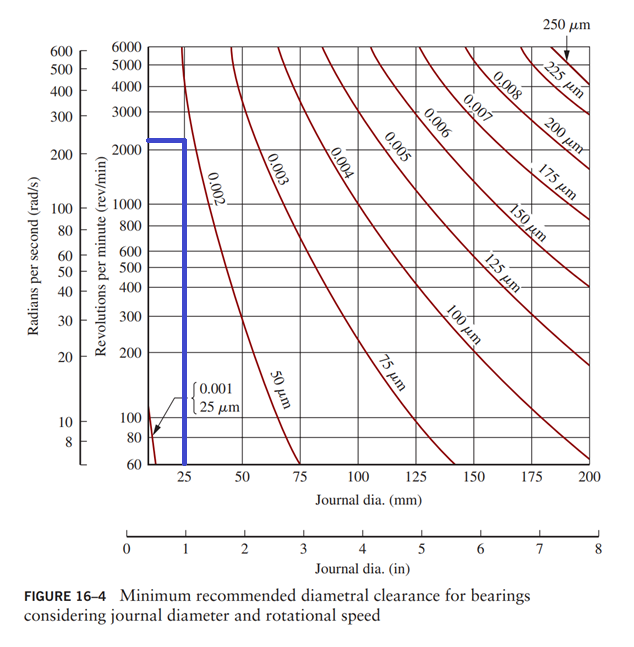 250 μm
600
500
400
300
200
100
80
60
50
40
30
20
10
8
Radians per second (rad/s)
6000
5000
4000
3000
2000
1000
800
600
500
400
300
200
100
80
60
Revolutions per minute (rev/min)
0.002
0.003
0.004
0.005
0.006
0.007
0.008
225 μm
200 μm
175 μm
150 μm
125 μm
100 μm
75 μm
50 μm
0.001
25 μm
25 50 75 100 125 150 175 200
Journal dia. (mm)
0 1 2 3 4 5 6 7 8
Journal dia. (in)
FIGURE 16–4 Minimum recommended diametral clearance for bearings
considering journal diameter and rotational speed